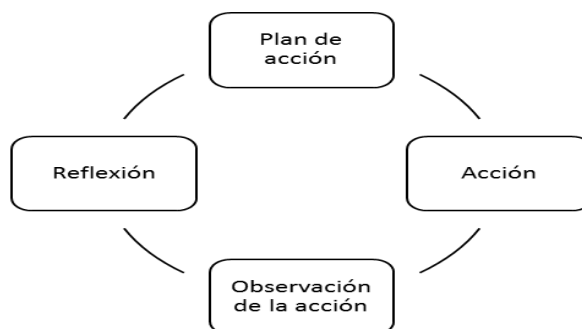 Plan de
acción
Reflexión
Acción
Observación
de la acción